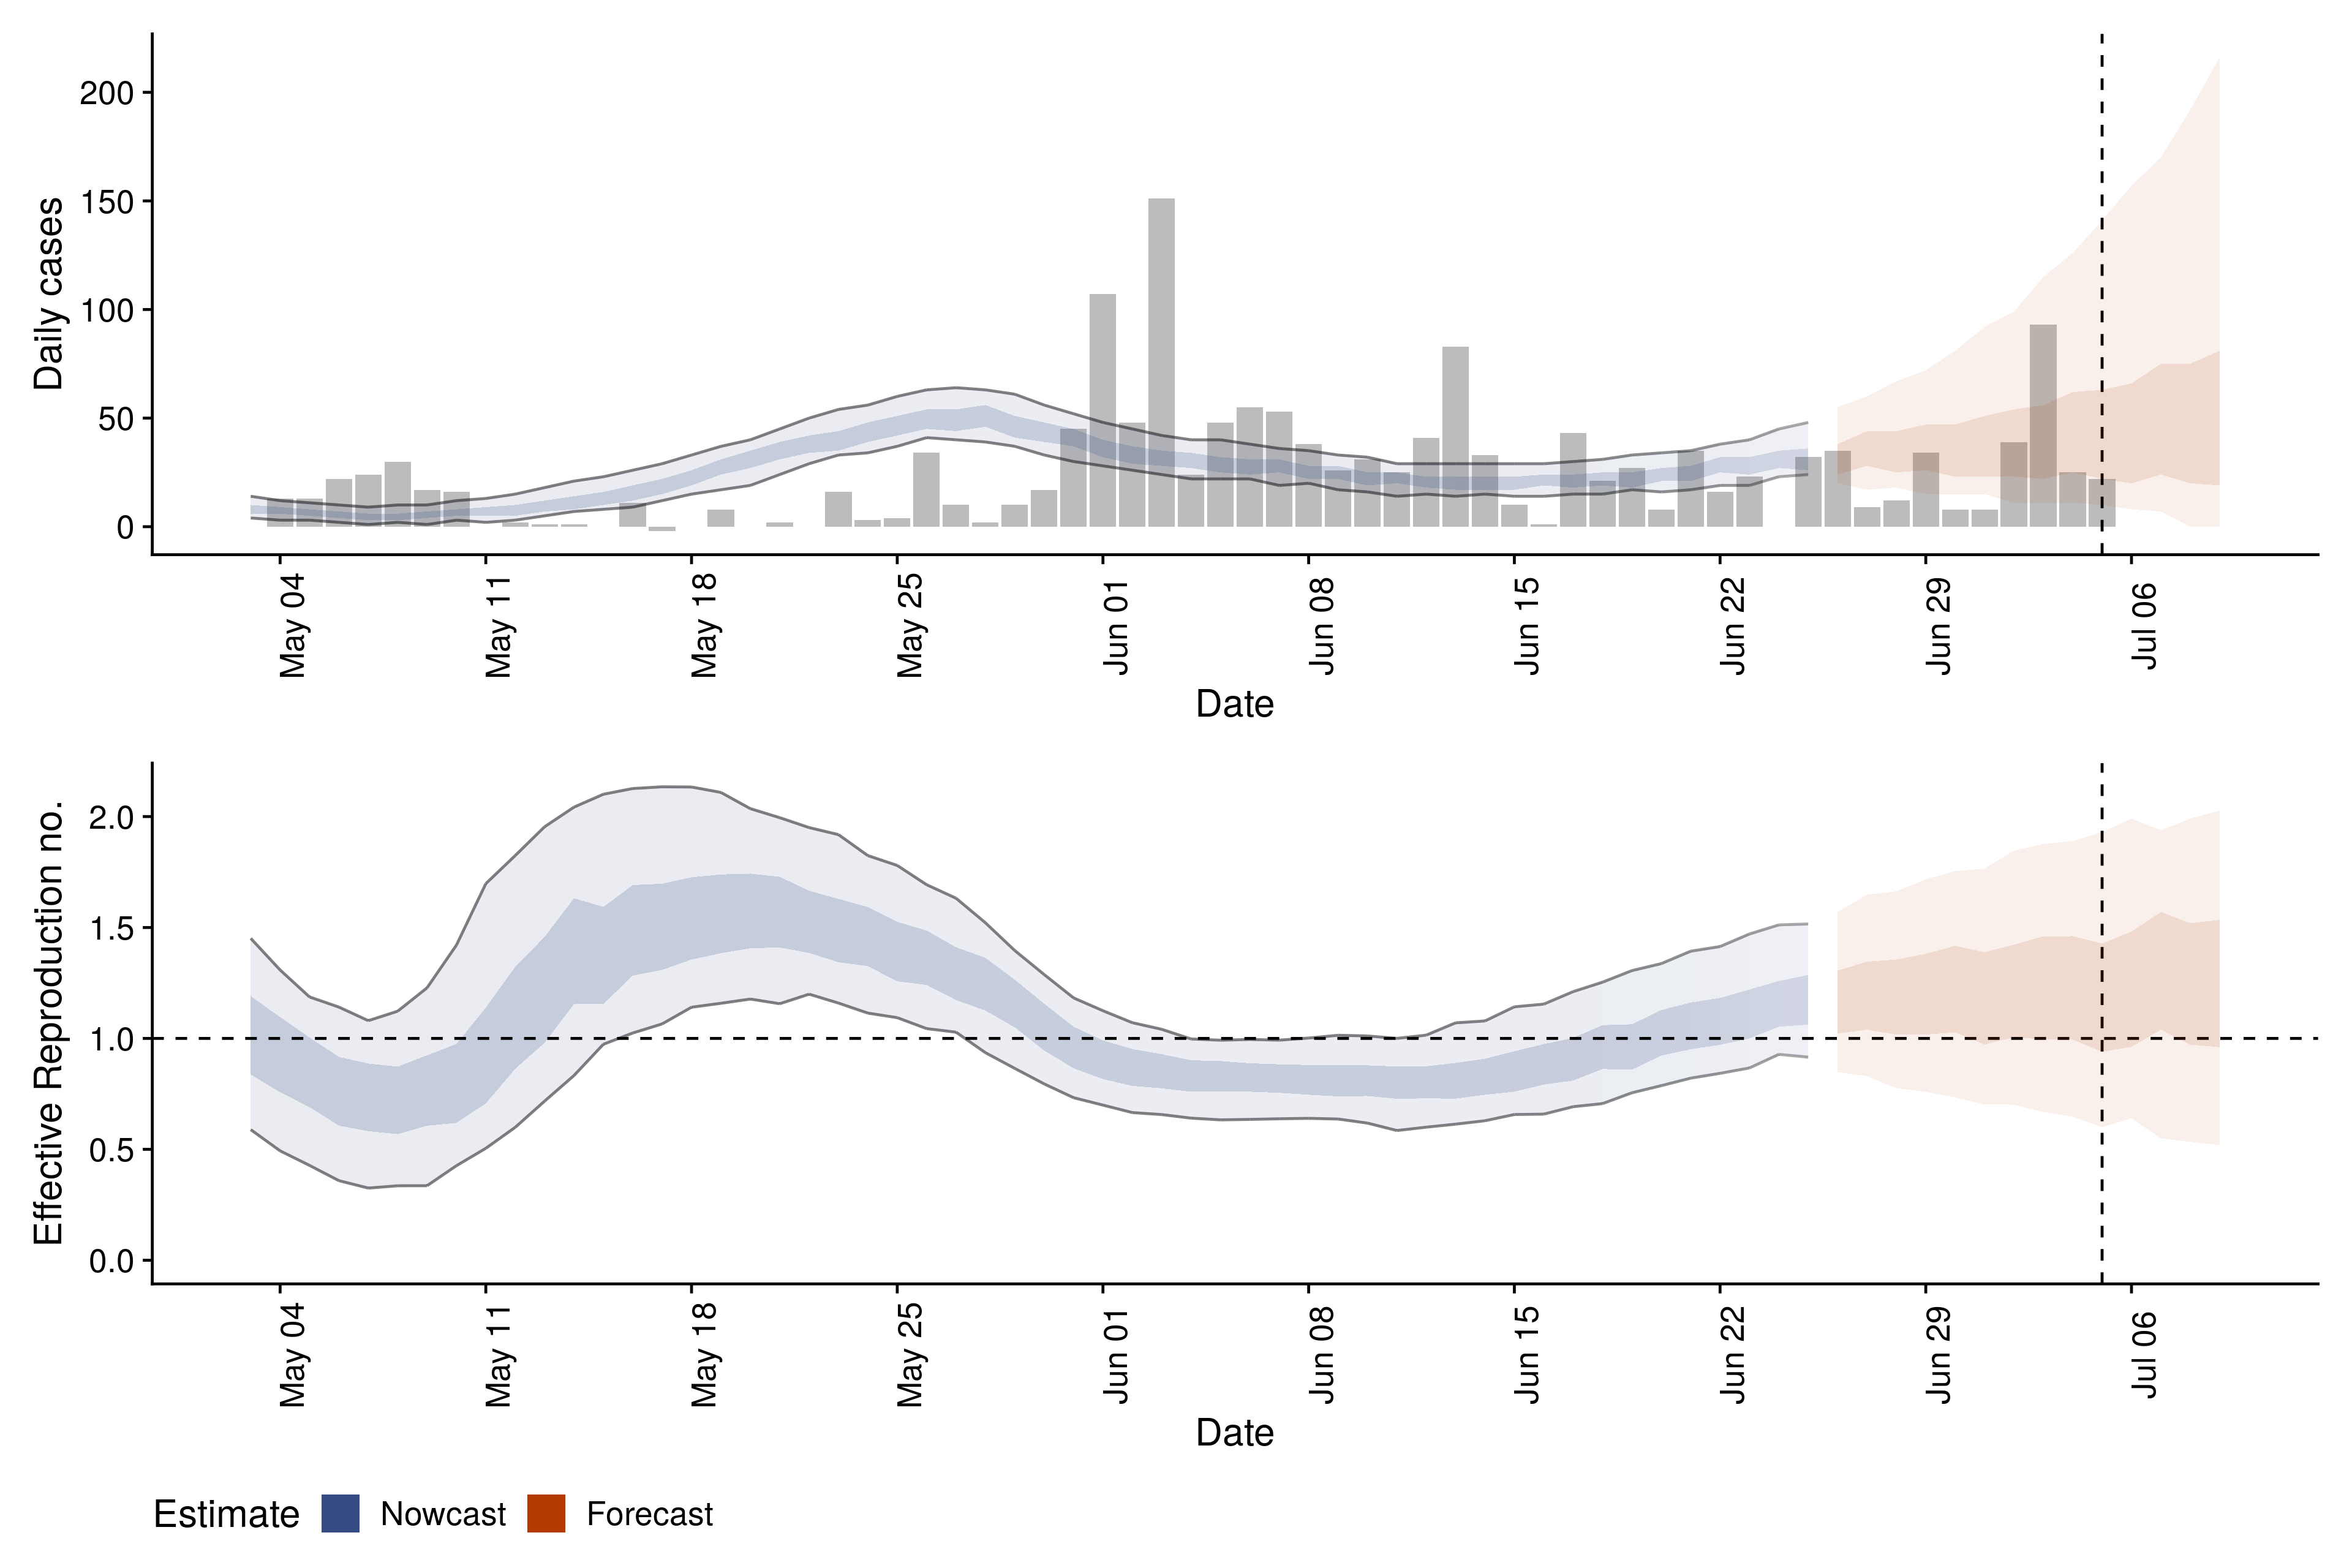 Daily cases
200
150
100
50
0
May 04 May 11 May 18 May 25 Jun 01 Jun 08 Jun 15 Jun 22 Jun 29 Jul 06
Date
Effective Reproduction no.
2.0
1.5
1.0
0.5
0.0
May 04 May 11 May 18 May 25 Jun 01 Jun 08 Jun 15 Jun 22 Jun 29 Jul 06
Date
Estimate Nowcast Forecast